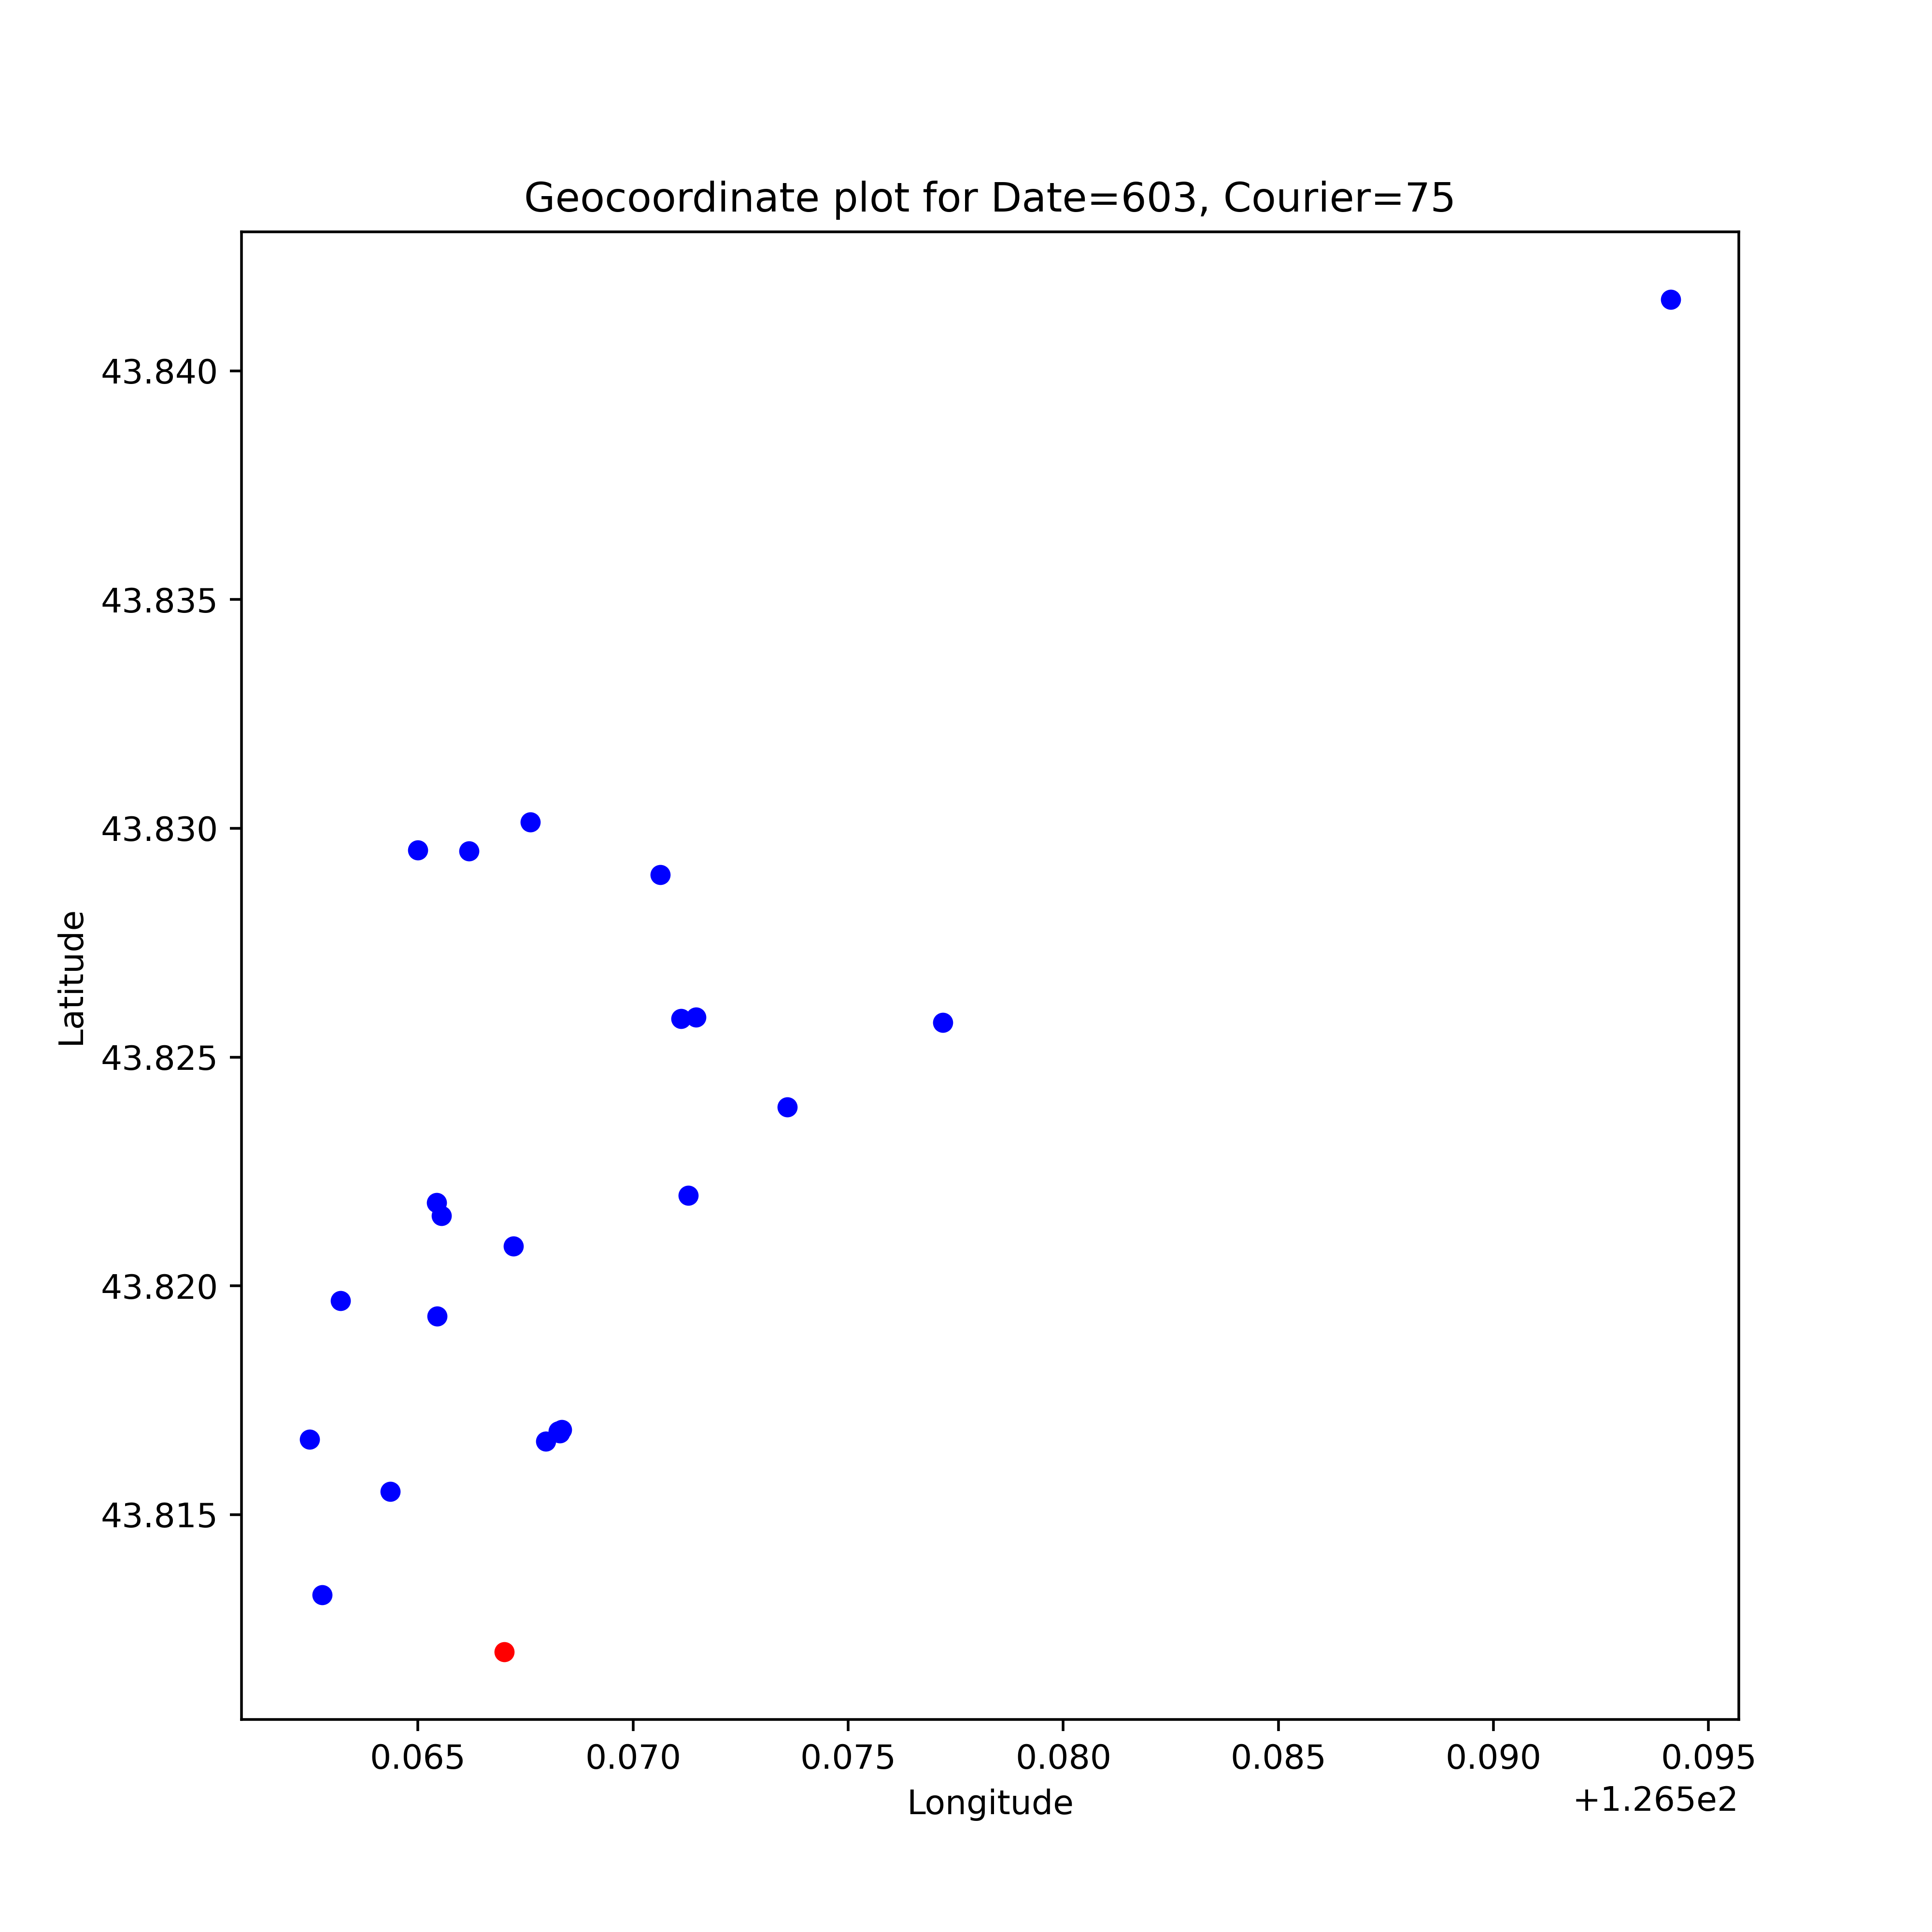 Geocoordinate plot for Date=603, Courier=75
43.840
43.835
43.830
43.825
43.820
43.815
Latitude
0.065 0.070 0.075 0.080 0.085 0.090 0.095
+1.265e2
Longitude